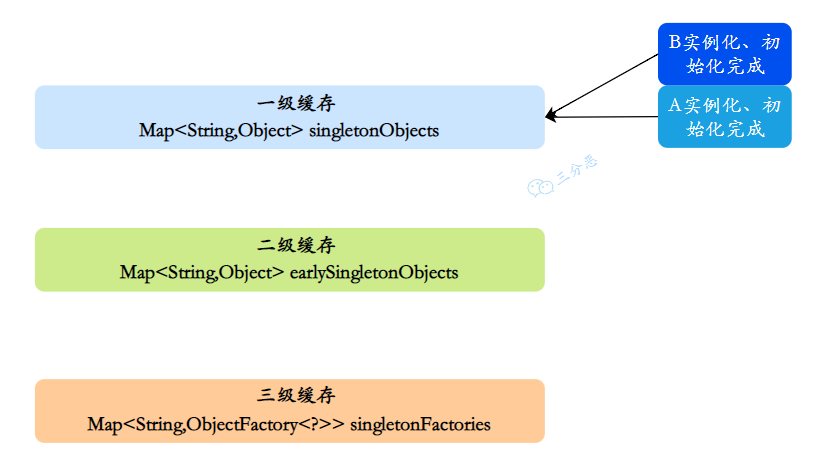 B实例化、初
始化完成
一级缓存
Map<String,Object> singletonObjects
A实例化、初
始化完成
三分恶
二级缓存
Map<String,Object> earlySingletonObjects
三级缓存
Map<String,ObjectFactory<?>> singletonFactories